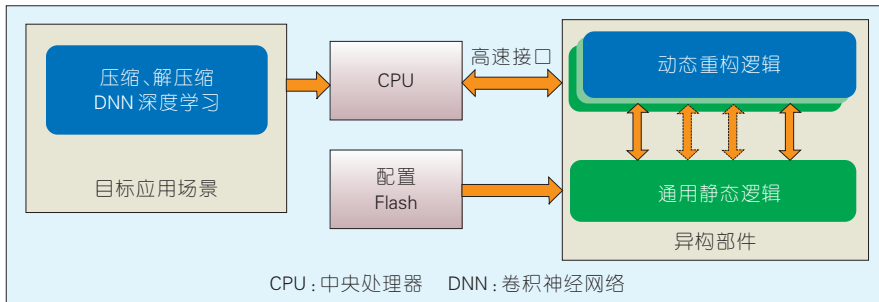 压缩、解压缩
DNN 深度学习
目标应用场景
CPU
高速接口
配置
Flash
动态重构逻辑
通用静态逻辑
异构部件
CPU：中央处理器 DNN：卷积神经网络